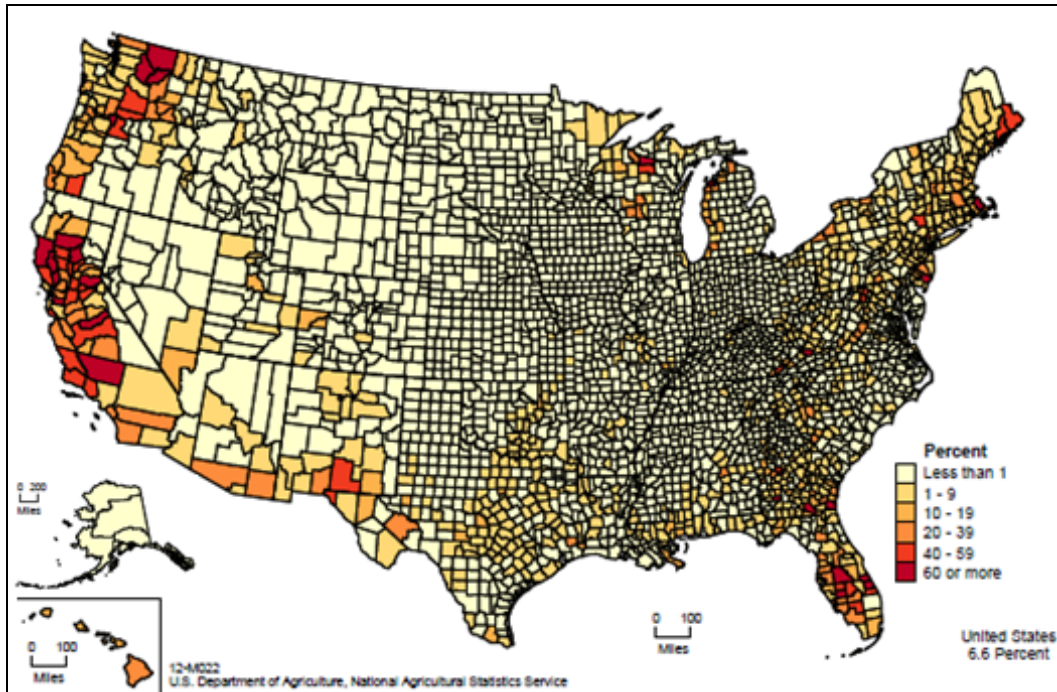 Percent
Less than 1
1 - 9
10 - 19
20 - 39
40 - 59
60 or more
0 200
Miles
0 100
Miles
0 100
Miles
United States
6.6 Percent
12-M022
U.S. Department of Agriculture, National Agricultural Statistics Service